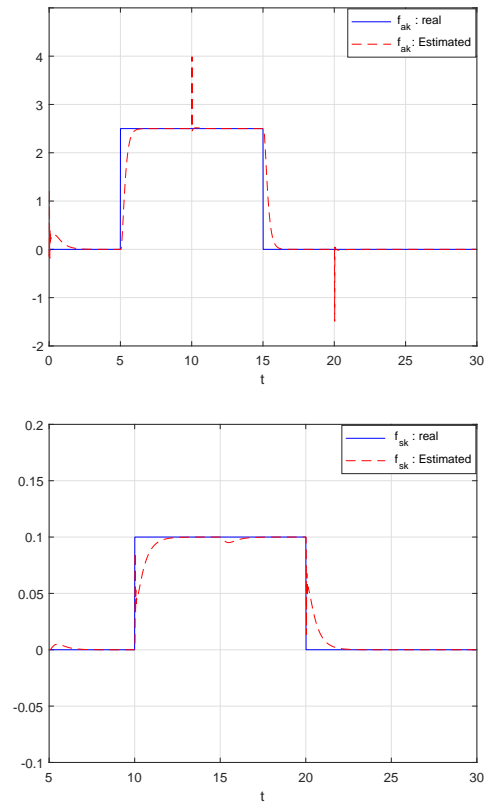 f_ak : real
f_ak : Estimated
4
3
2
1
0
-1
-2
0 5 10 15 20 25 30
t
0.2
f_sk : real
f_sk : Estimated
0.15
0.1
0.05
0
-0.05
-0.1
5 10 15 20 25 30
t